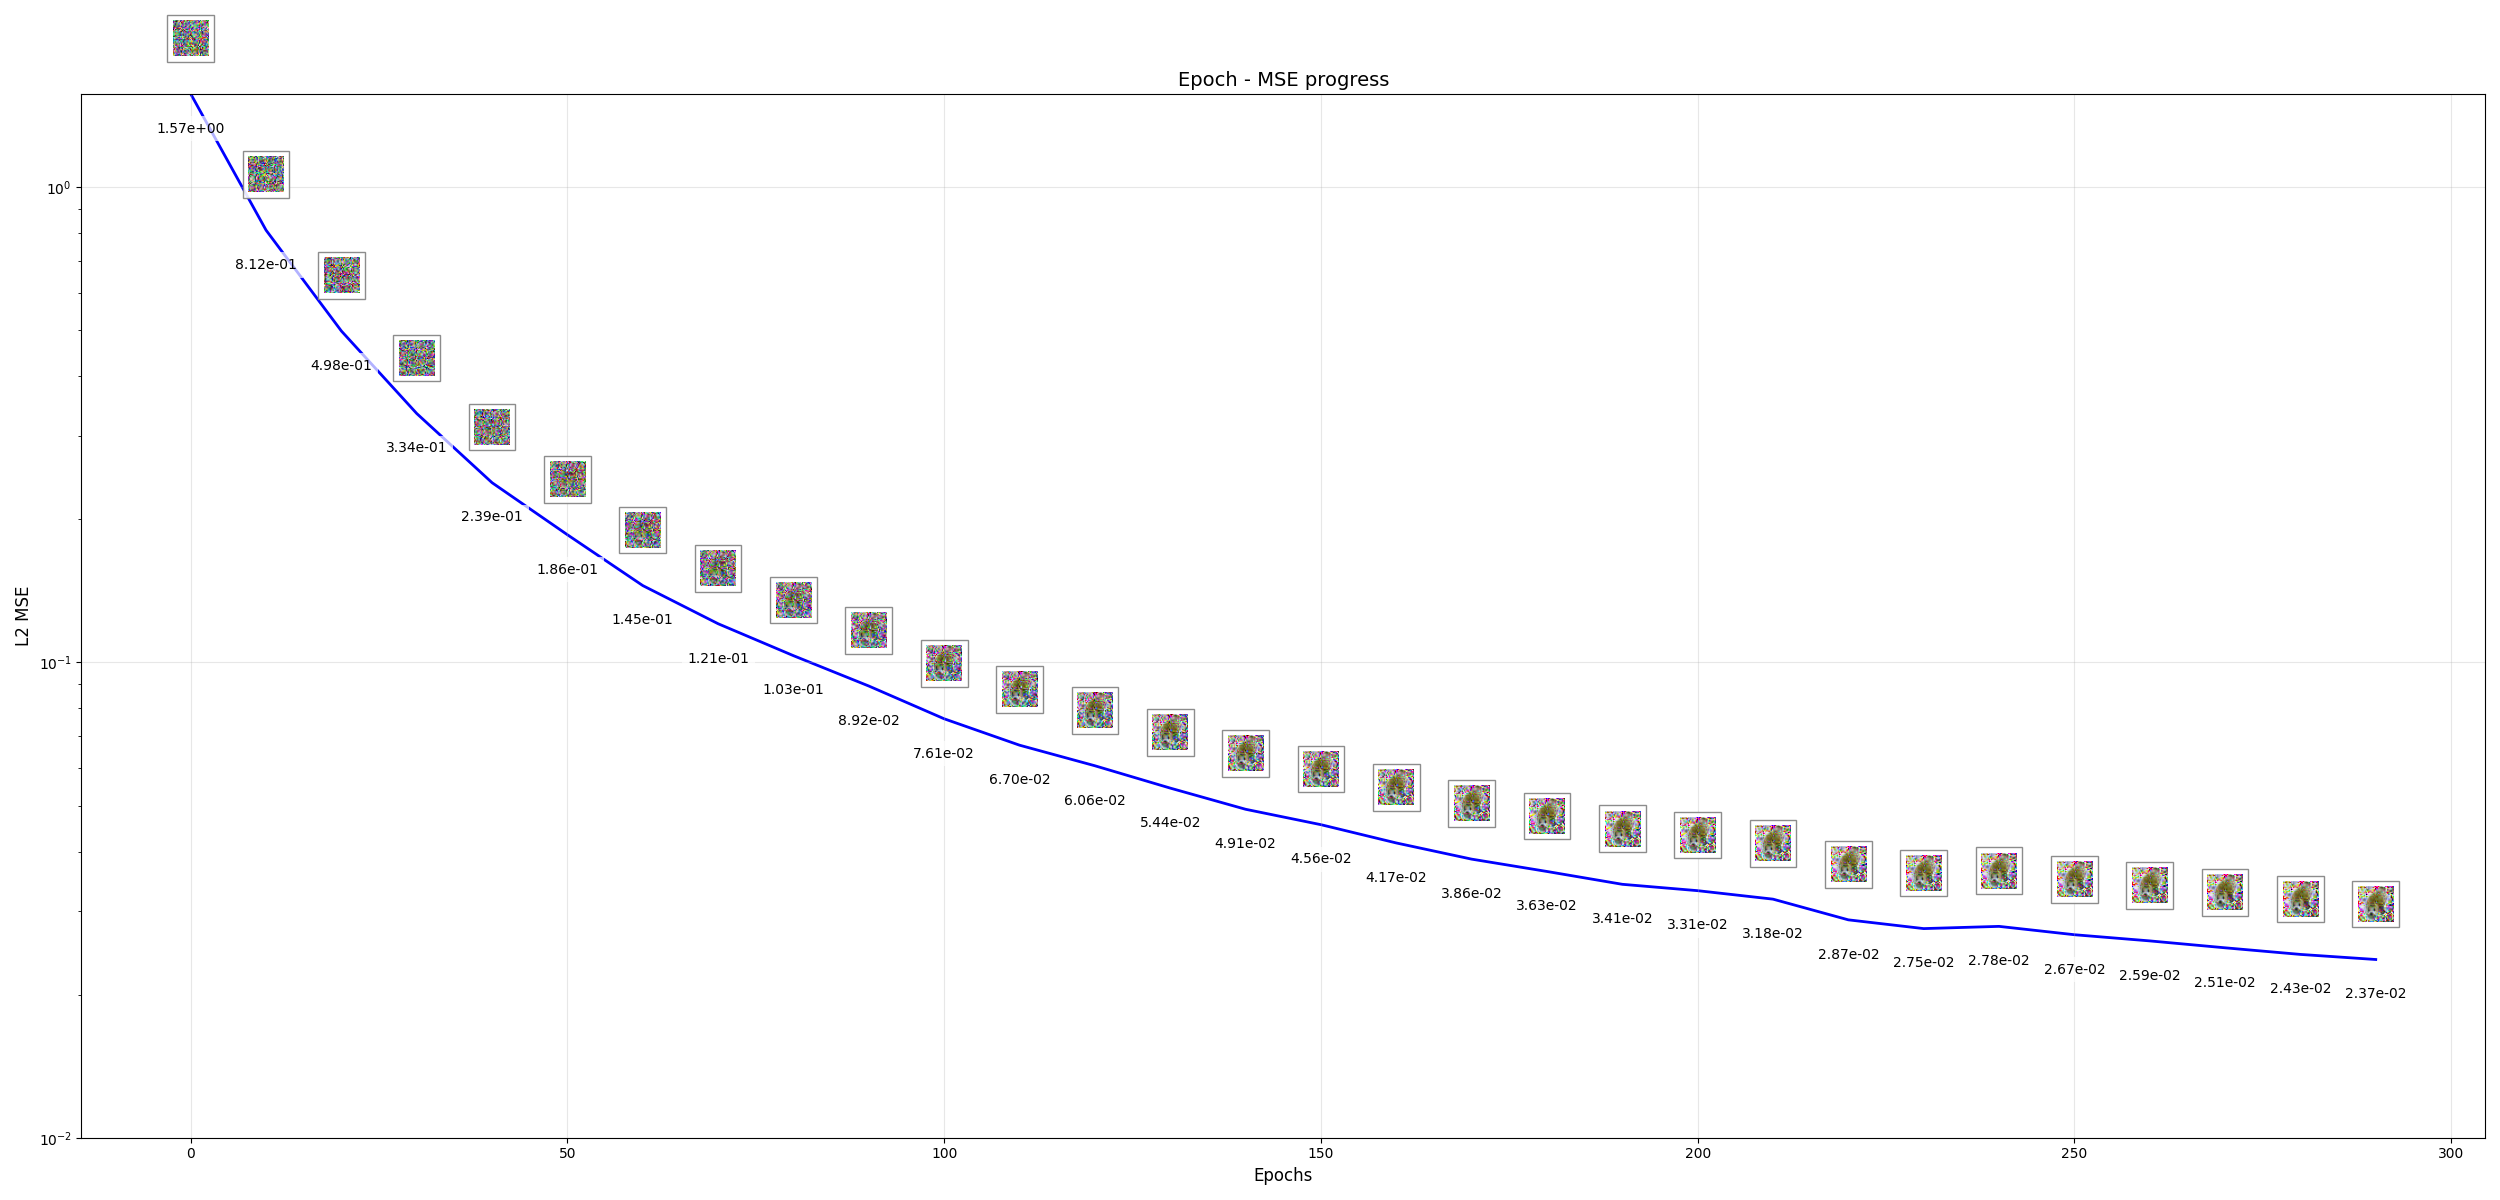 Epoch - MSE progress
L2 MSE
10⁰
10⁻¹
10⁻²
1.57e+00
8.12e-01
4.98e-01
3.34e-01
2.39e-01
1.86e-01
1.45e-01
1.21e-01
1.03e-01
8.92e-02
7.61e-02
6.70e-02
6.06e-02
5.44e-02
4.91e-02
4.56e-02
4.17e-02
3.86e-02
3.63e-02
3.41e-02
3.31e-02
3.18e-02
2.87e-02
2.75e-02
2.78e-02
2.67e-02
2.59e-02
2.51e-02
2.43e-02
2.37e-02
0 50 100 150 200 250 300
Epochs